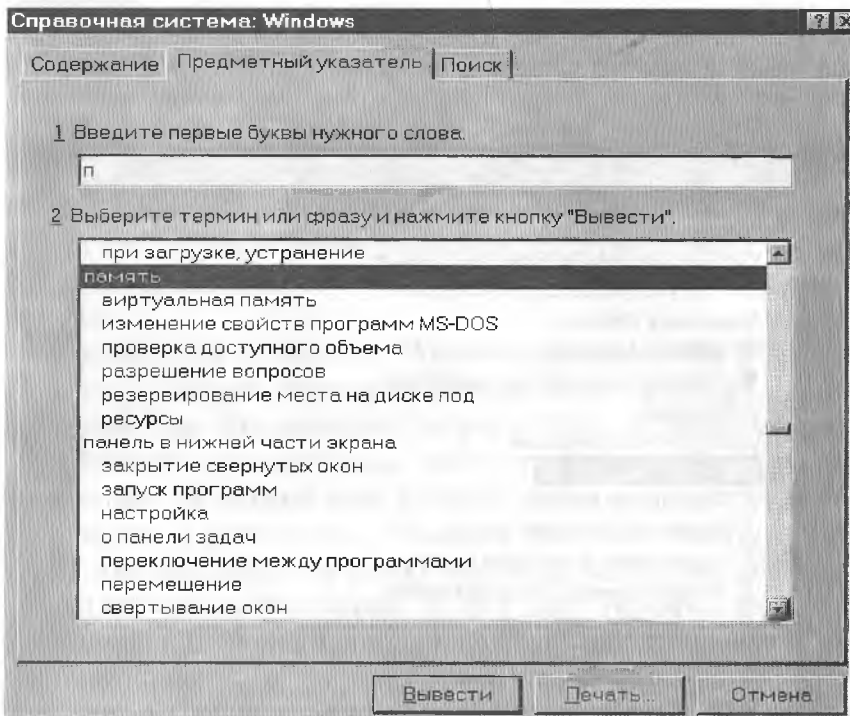 Справочная система: Windows
Содержание Предметный указатель Поиск
1 Введите первые буквы нужного слова.
п
2 Выберите термин или фразу и нажмите кнопку "Вывести".
при загрузке, устранение
память
виртуальная память
изменение свойств программ MS-DOS
проверка доступного объема
разрешение вопросов
резервирование места на диске под
ресурсы
панель в нижней части экрана
закрытие свернутых окон
запуск программ
настройка
о панели задач
переключение между программами
перемещение
свертывание окон
Вывести Печать... Отмена